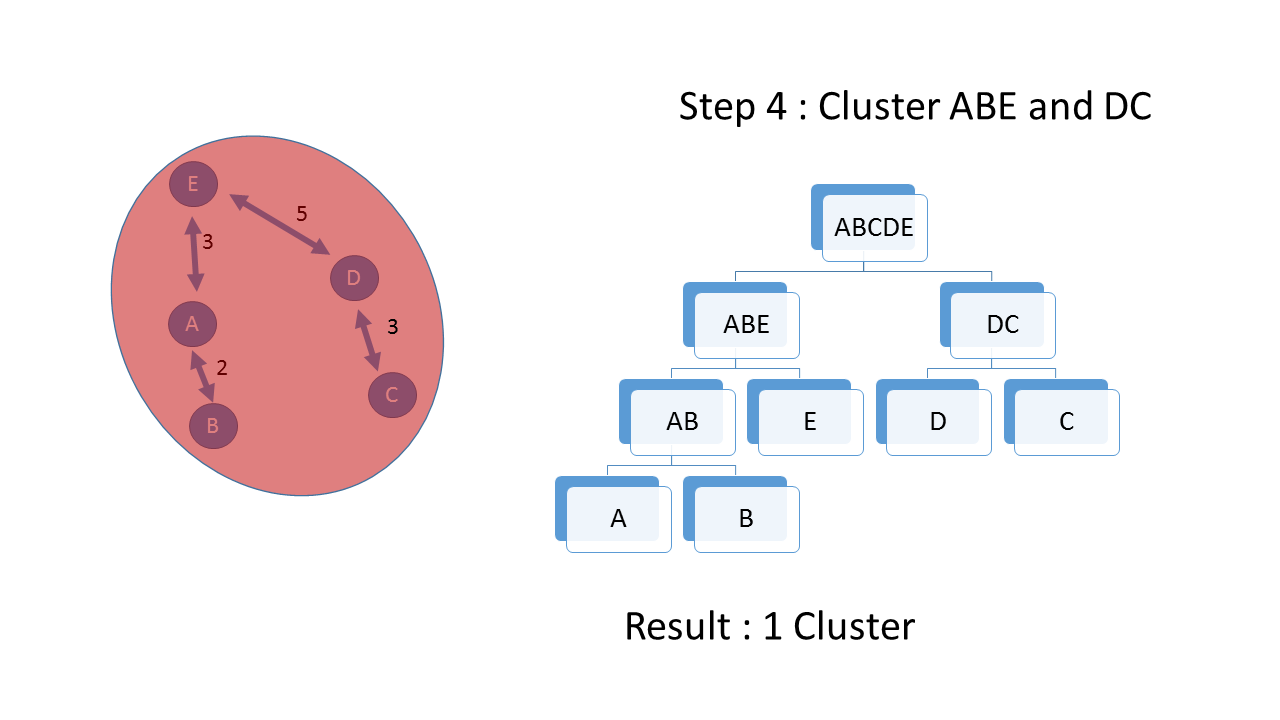 Step 4 : Cluster ABE and DC
E
5
3
D
A
3
2
C
B
ABCDE
ABE
DC
AB
E
D
C
A
B
Result : 1 Cluster